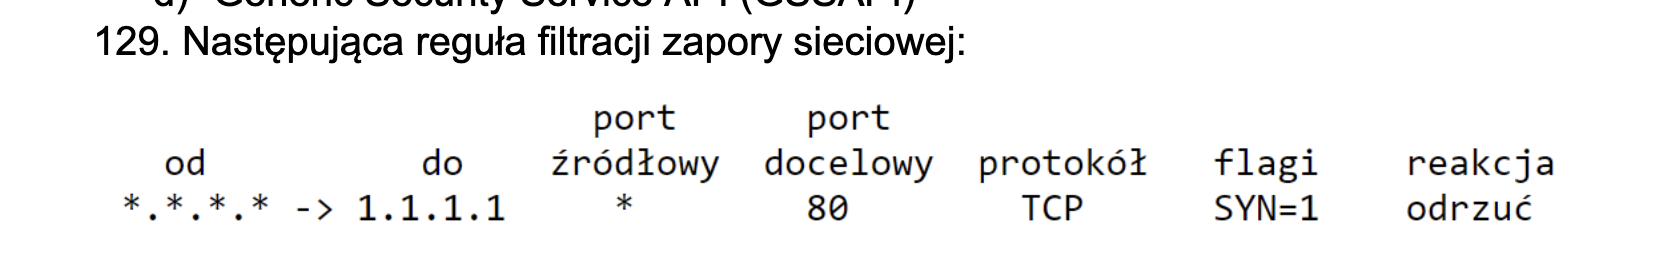 d) Generic Security Service API (GSSAPI)
129. Następująca reguła filtracji zapory sieciowej:
port port
od do źródłowy docelowy protokół flagi reakcja
*.*.*.* -> 1.1.1.1 * 80 TCP SYN=1 odrzuć